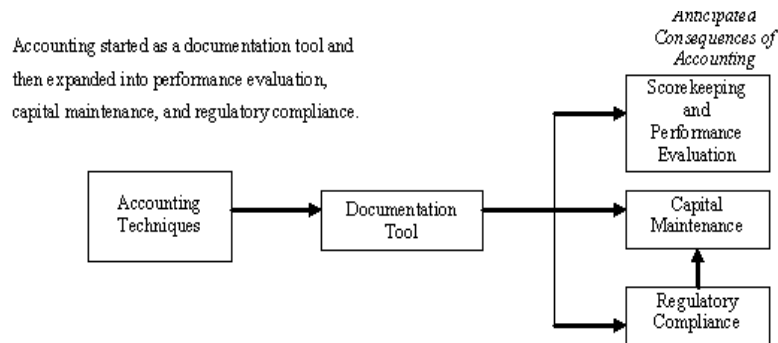 Anticipated
Consequences of
Accounting
Accounting started as a documentation tool and
then expanded into performance evaluation,
capital maintenance, and regulatory compliance.
Scorekeeping
and
Performance
Evaluation
Accounting
Techniques
Documentation
Tool
Capital
Maintenance
Regulatory
Compliance